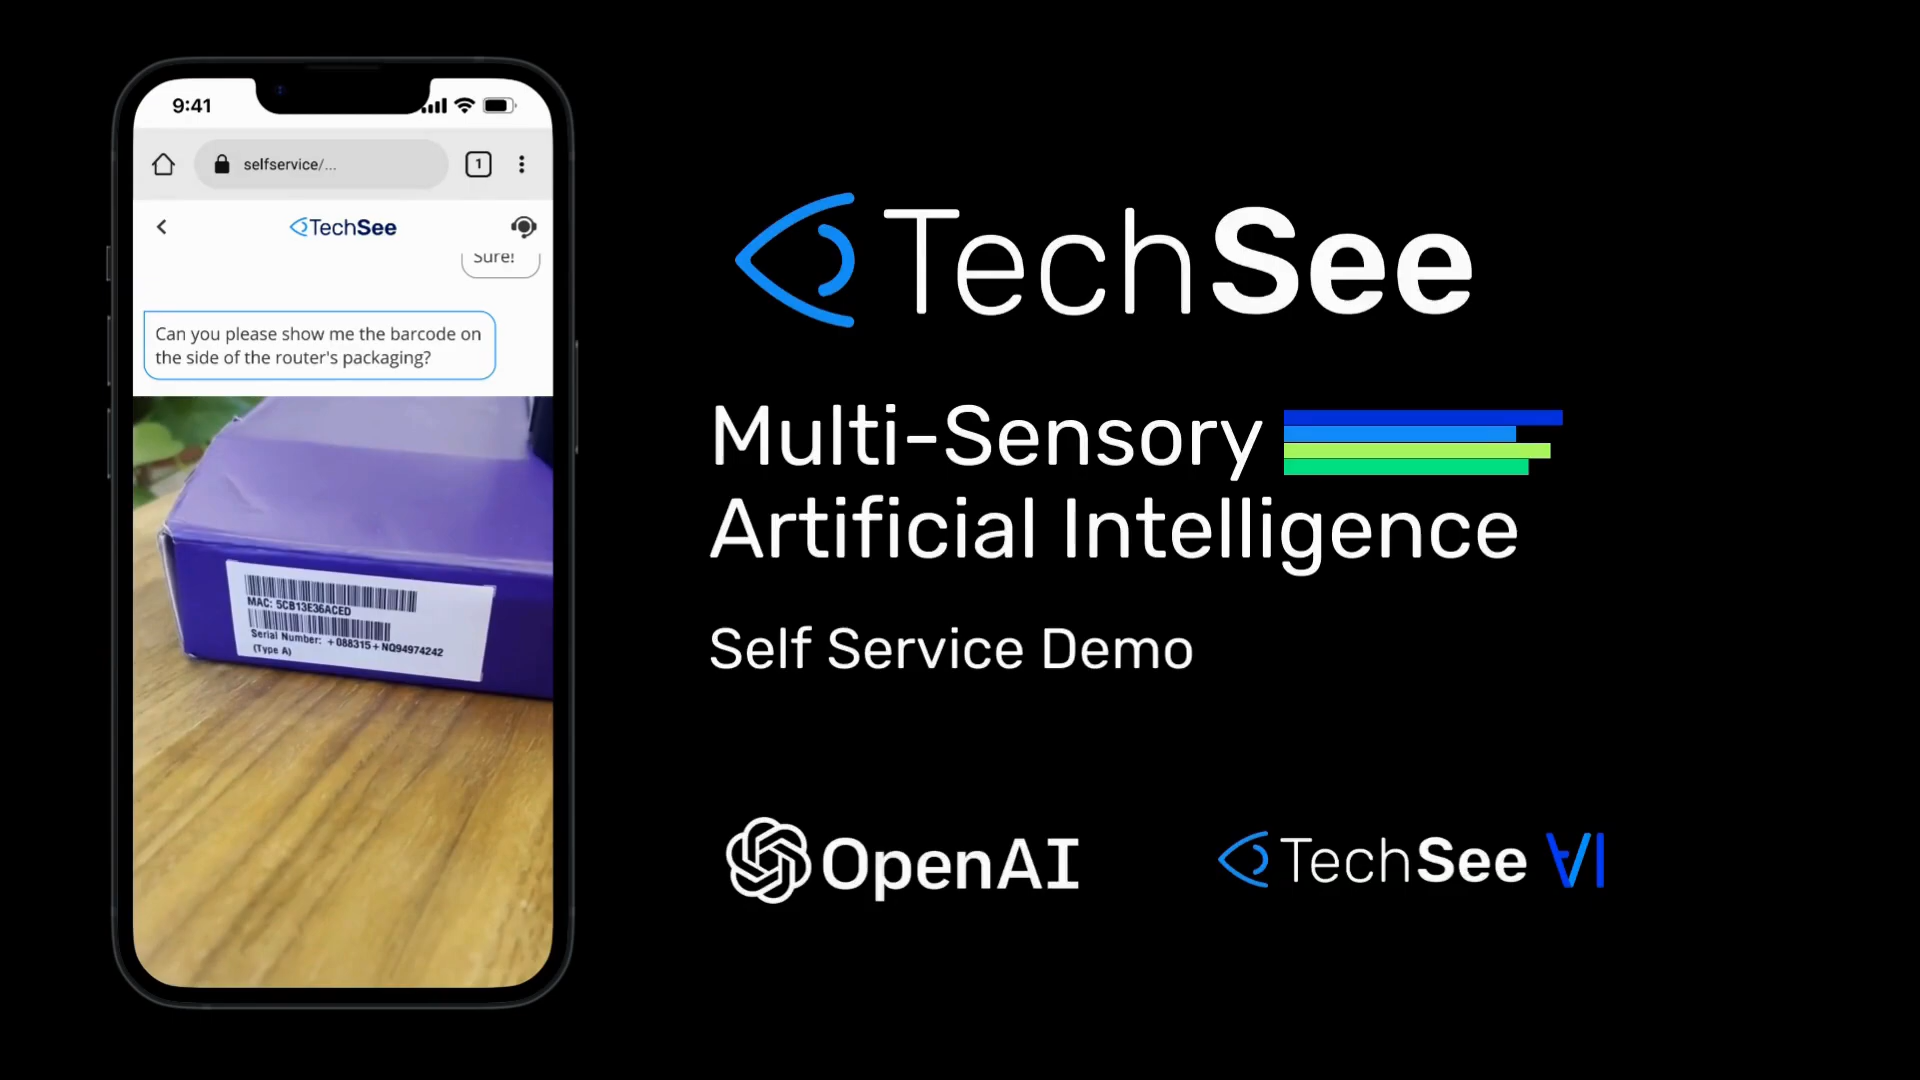 9:41
selfservice/...
1
TechSee
Sure!
Can you please show me the barcode on
the side of the router's packaging?
MAC: 5CB13E36ACED
Serial Number: +088315+NQ94974242
(Type A)
TechSee
Multi-Sensory
Artificial Intelligence
Self Service Demo
OpenAI
TechSee VI